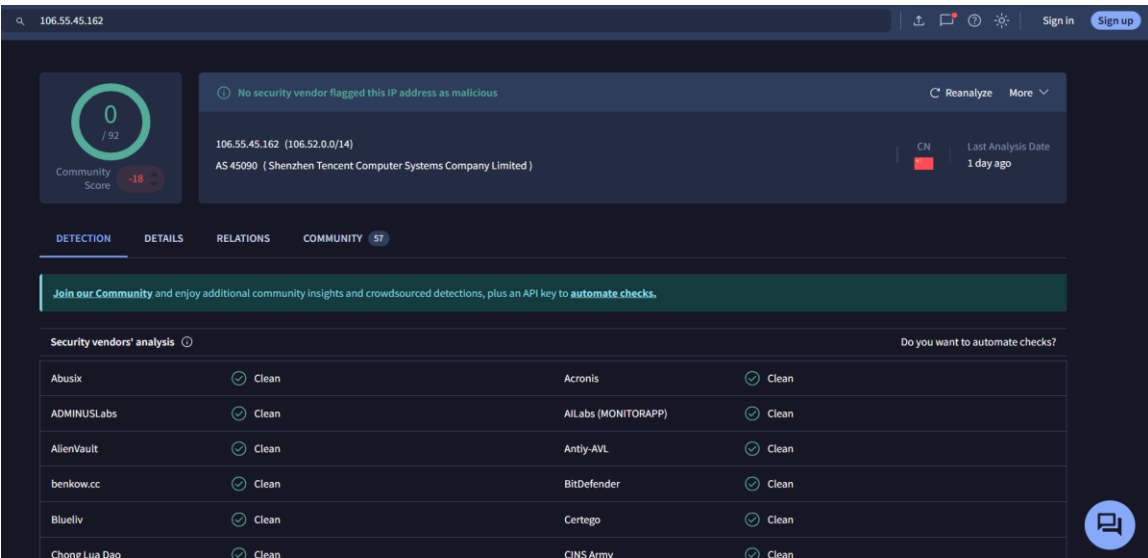 106.55.45.162
Sign in
Sign up
0
/ 92
Community
Score
-18
No security vendor flagged this IP address as malicious
Reanalyze
More
106.55.45.162 (106.52.0.0/14)
AS 45090 ( Shenzhen Tencent Computer Systems Company Limited )
CN
Last Analysis Date
1 day ago
DETECTION DETAILS RELATIONS COMMUNITY 57
Join our Community and enjoy additional community insights and crowdsourced detections, plus an API key to automate checks.
Security vendors' analysis
Do you want to automate checks?
Abusix Clean Acronis Clean
ADMINUSLabs Clean AILabs (MONITORAPP) Clean
AlienVault Clean Antiy-AVL Clean
benkow.cc Clean BitDefender Clean
Blueliv Clean Certego Clean
Chong Lua Dao Clean CINS Army Clean